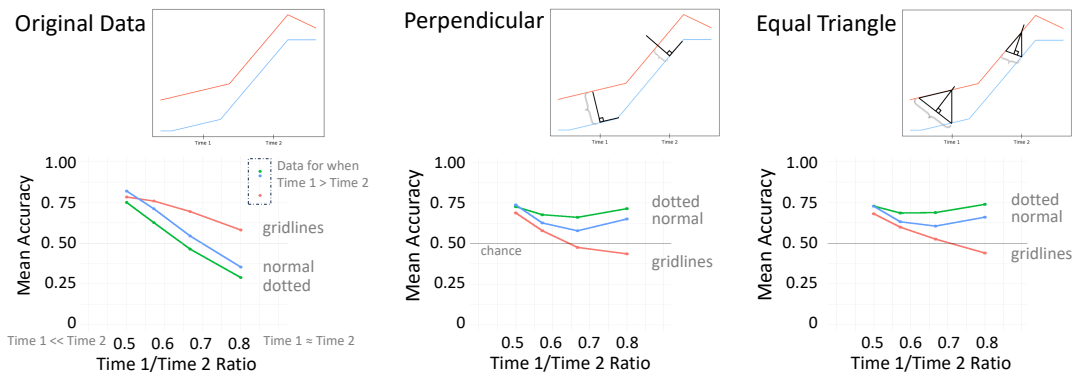 Original Data
Perpendicular
Equal Triangle
Time 1
Time 2
Time 1
Time 2
Time 1
Time 2
Mean Accuracy
1.00
0.75
0.50
0.25
0
Data for when
Time 1 > Time 2
gridlines
normal
dotted
Time 1 << Time 2
0.5
0.6
0.7
0.8
Time 1 ≈ Time 2
Time 1/Time 2 Ratio
Mean Accuracy
1.00
0.75
0.50
0.25
0
chance
dotted
normal
gridlines
0.5
0.6
0.7
0.8
Time 1/Time 2 Ratio
Mean Accuracy
1.00
0.75
0.50
0.25
0
dotted
normal
gridlines
0.5
0.6
0.7
0.8
Time 1/Time 2 Ratio